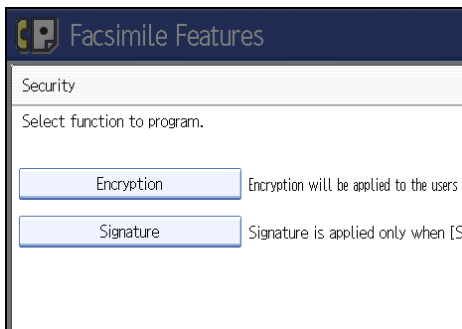 Facsimile Features
Security
Select function to program.
Encryption Encryption will be applied to the users
Signature Signature is applied only when [S